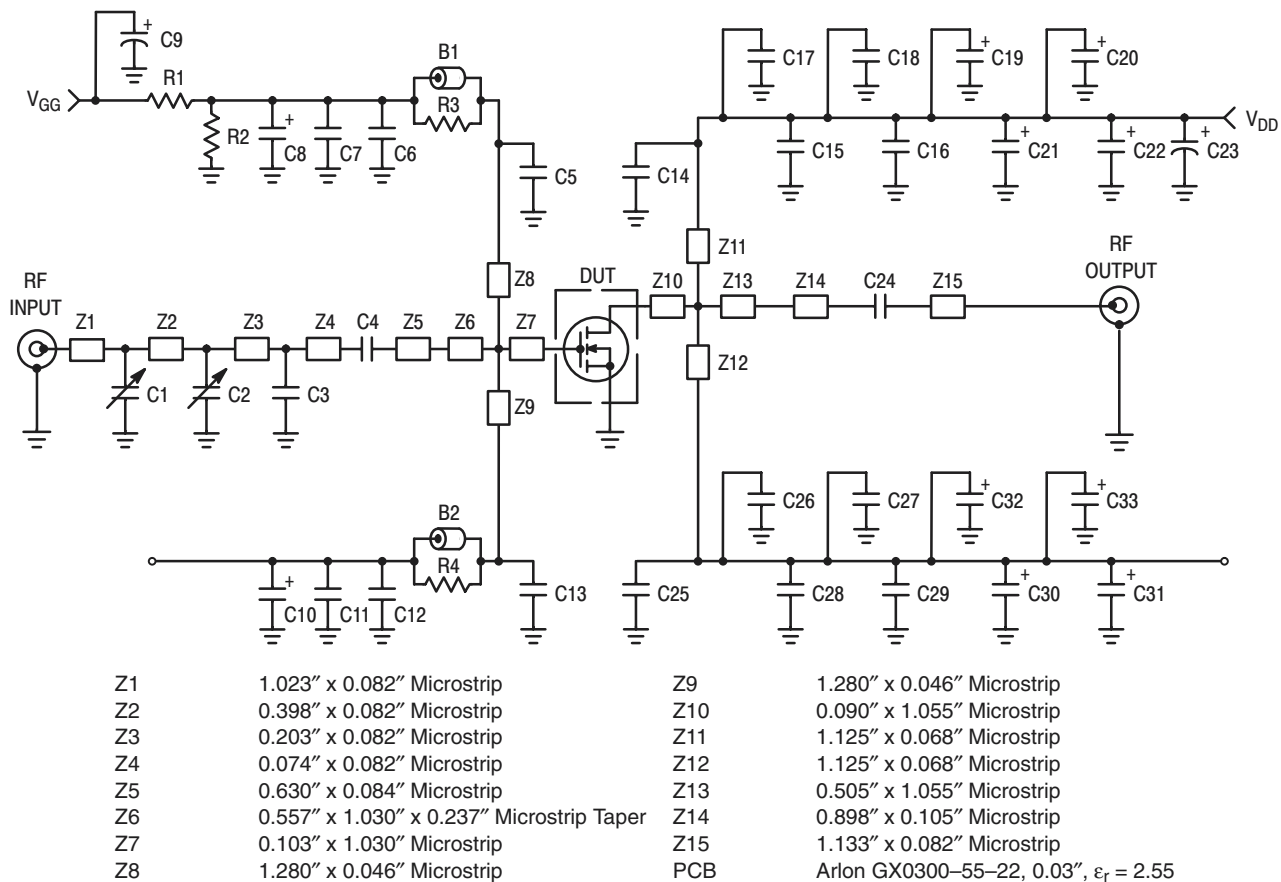 C9
+
B1
R1
VGG
R3
R2
+
C8
C7
C6
C5
C17
C18
+
C19
+
C20
VDD
C15
C16
+
C21
+
C22
+
C23
C14
Z11
RF
INPUT
Z8
DUT
Z10
Z13
Z14
C24
Z15
RF
OUTPUT
Z1
Z2
Z3
Z4
C4
Z5
Z6
Z7
Z12
C1
C2
C3
Z9
B2
R4
+
C10
C11
C12
C13
C26
C27
+
C32
+
C33
C25
C28
C29
+
C30
+
C31
Z1 1.023″ x 0.082″ Microstrip
Z2 0.398″ x 0.082″ Microstrip
Z3 0.203″ x 0.082″ Microstrip
Z4 0.074″ x 0.082″ Microstrip
Z5 0.630″ x 0.084″ Microstrip
Z6 0.557″ x 1.030″ x 0.237″ Microstrip Taper
Z7 0.103″ x 1.030″ Microstrip
Z8 1.280″ x 0.046″ Microstrip
Z9 1.280″ x 0.046″ Microstrip
Z10 0.090″ x 1.055″ Microstrip
Z11 1.125″ x 0.068″ Microstrip
Z12 1.125″ x 0.068″ Microstrip
Z13 0.505″ x 1.055″ Microstrip
Z14 0.898″ x 0.105″ Microstrip
Z15 1.133″ x 0.082″ Microstrip
PCB Arlon GX0300–55–22, 0.03″, εr = 2.55